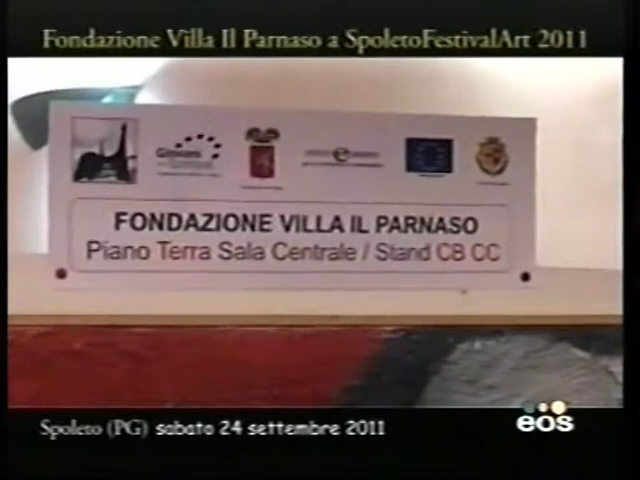 Fondazione Villa Il Parnaso a SpoletoFestivalArt 2011
FONDAZIONE VILLA IL PARNASO
Piano Terra Sala Centrale / Stand CB CC
Spoleto (PG) sabato 24 settembre 2011
eos